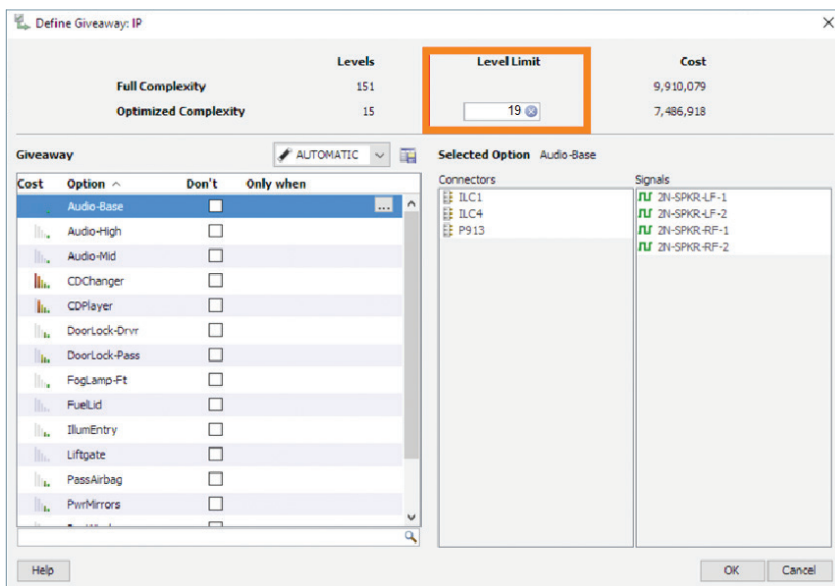 Define Giveaway: IP
Levels Level Limit Cost
Full Complexity 151 9,910,079
Optimized Complexity 15 19 7,486,918
Giveaway AUTOMATIC Selected Option Audio-Base
Cost Option Don't Only when
Connectors Signals
Audio-Base ...
Audio-High
Audio-Mid
CDChanger
CDPlayer
DoorLock-Drvr
DoorLock-Pass
FogLamp-Ft
FuelLid
IllumEntry
Liftgate
PassAirbag
PwrMirrors
ILC1
ILC4
P913
2N-SPKR-LF-1
2N-SPKR-LF-2
2N-SPKR-RF-1
2N-SPKR-RF-2
Help OK Cancel